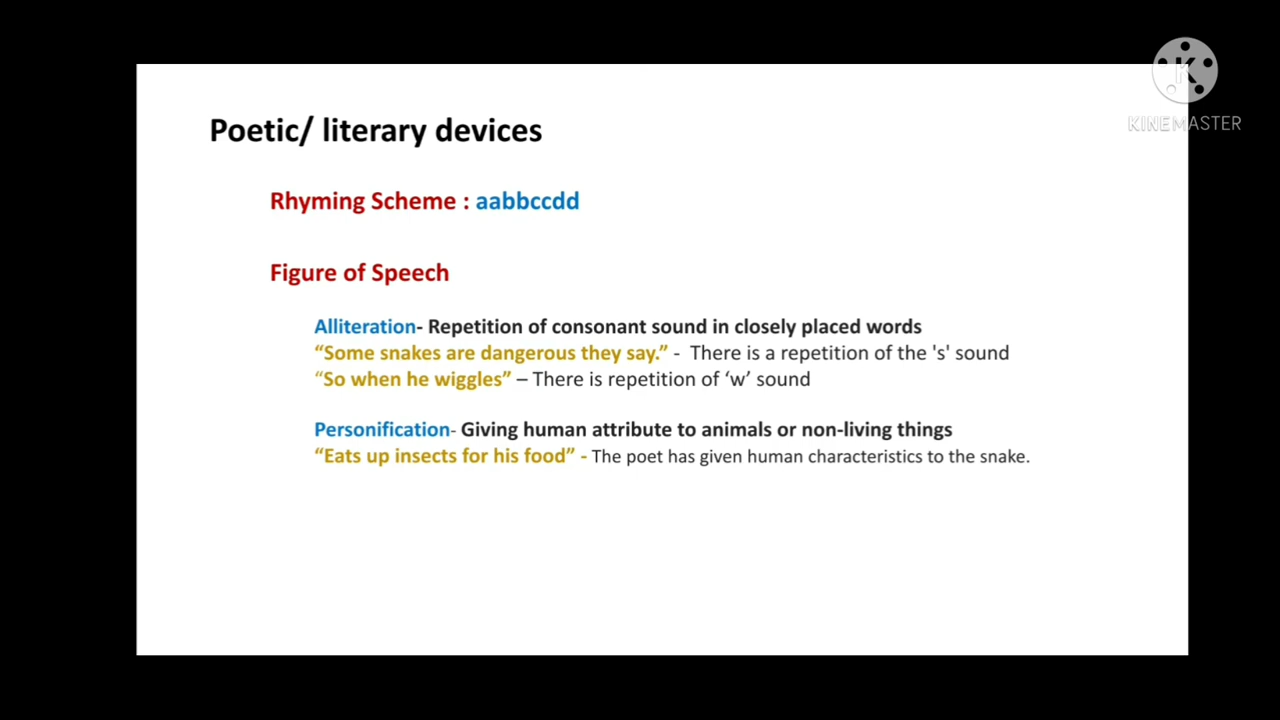 KINEMASTER
Poetic/ literary devices
Rhyming Scheme : aabbccdd
Figure of Speech
Alliteration- Repetition of consonant sound in closely placed words
“Some snakes are dangerous they say.” - There is a repetition of the 's' sound
“So when he wiggles” – There is repetition of ‘w’ sound
Personification- Giving human attribute to animals or non-living things
“Eats up insects for his food” - The poet has given human characteristics to the snake.